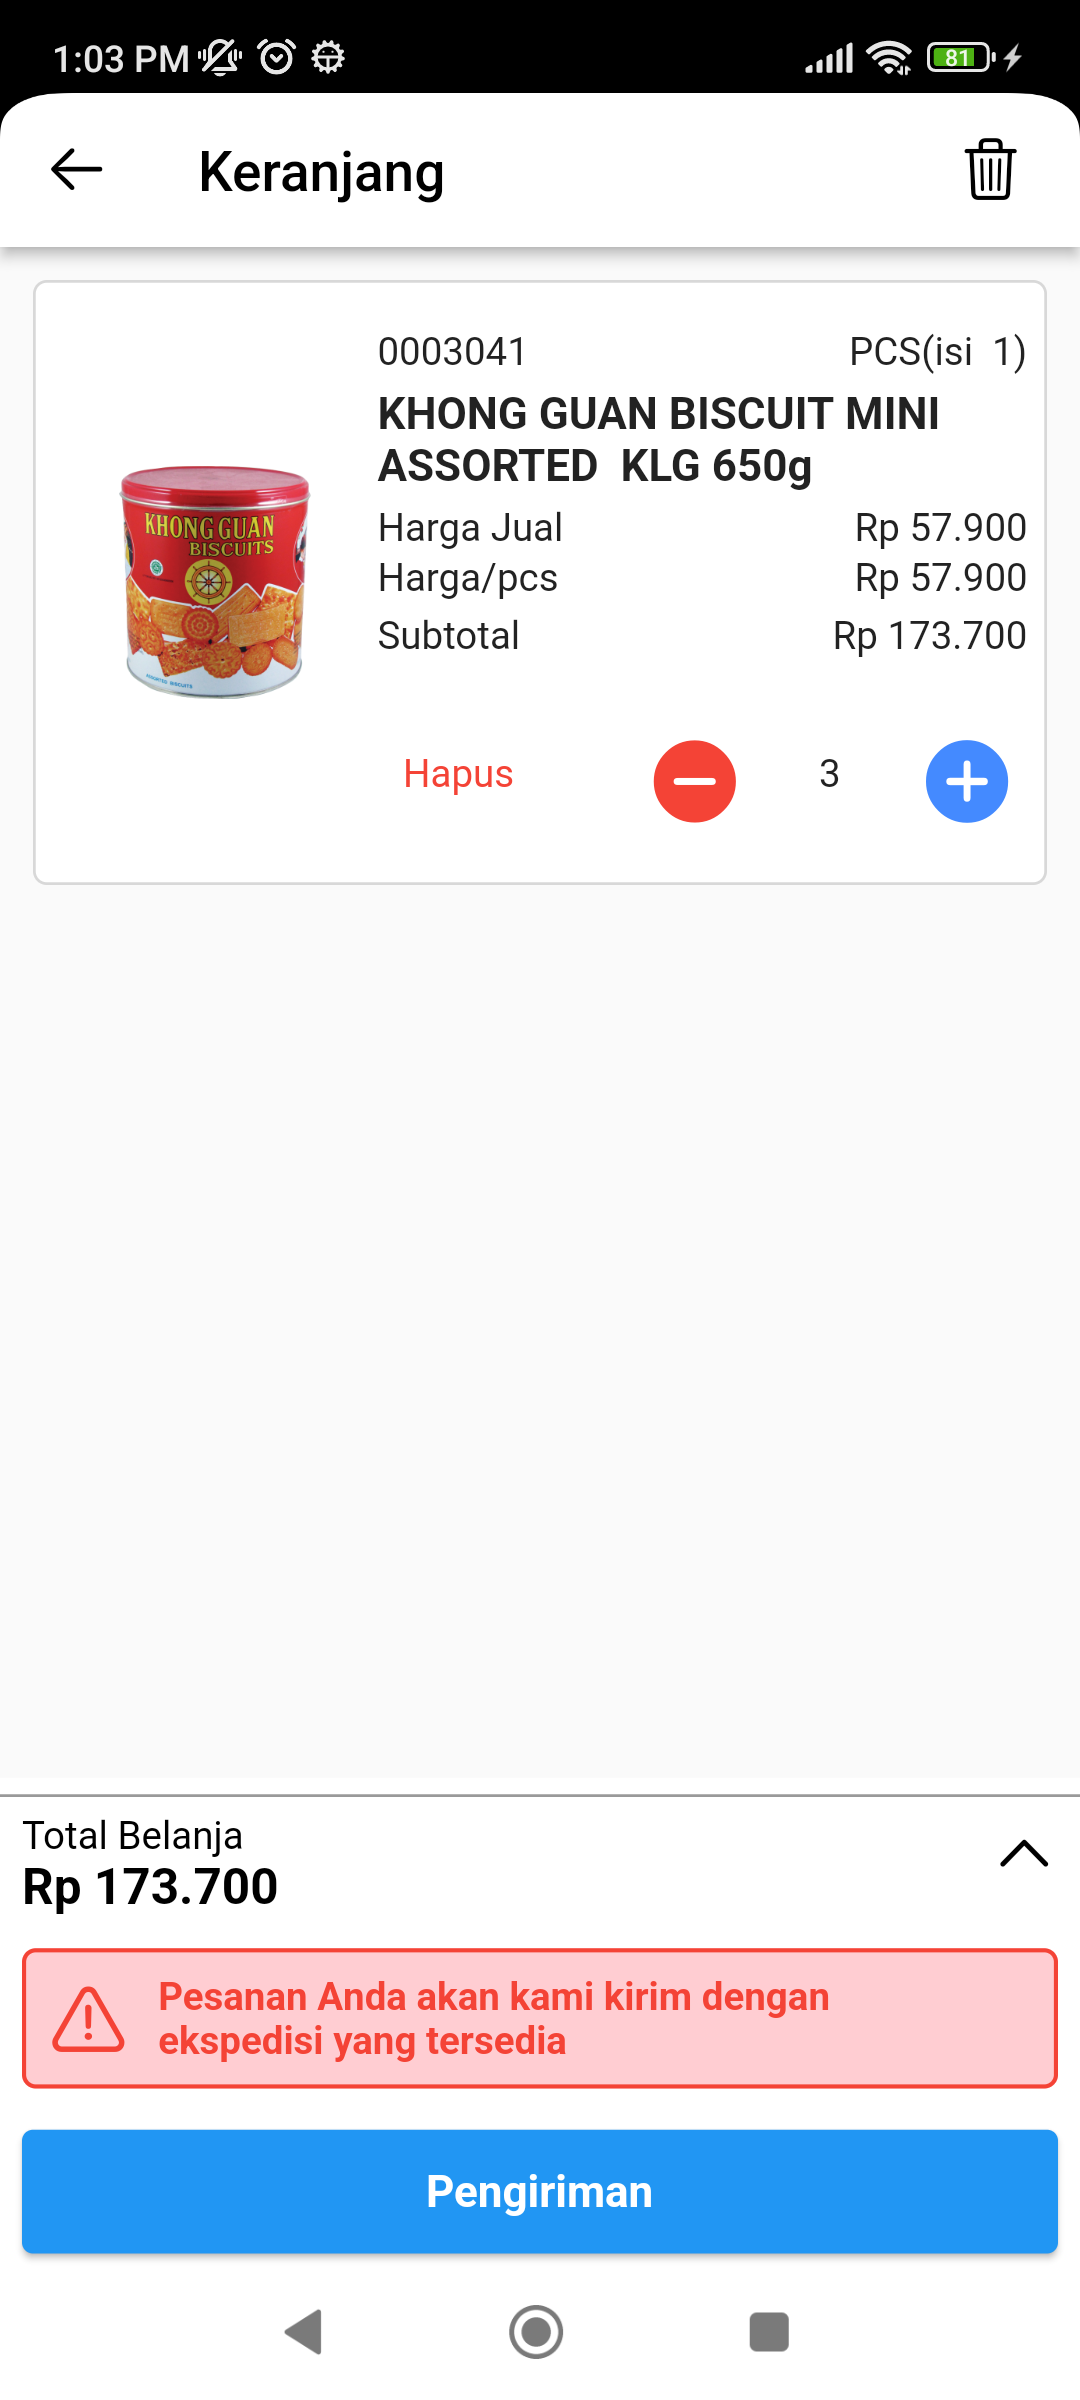 1:03 PM
81
Keranjang
0003041 PCS(isi 1)
KHONG GUAN BISCUIT MINI
ASSORTED KLG 650g
KHONG GUAN
BISCUITS
ASSORTED BISCUITS
Harga Jual Rp 57.900
Harga/pcs Rp 57.900
Subtotal Rp 173.700
Hapus 3
Total Belanja
Rp 173.700
Pesanan Anda akan kami kirim dengan
ekspedisi yang tersedia
Pengiriman